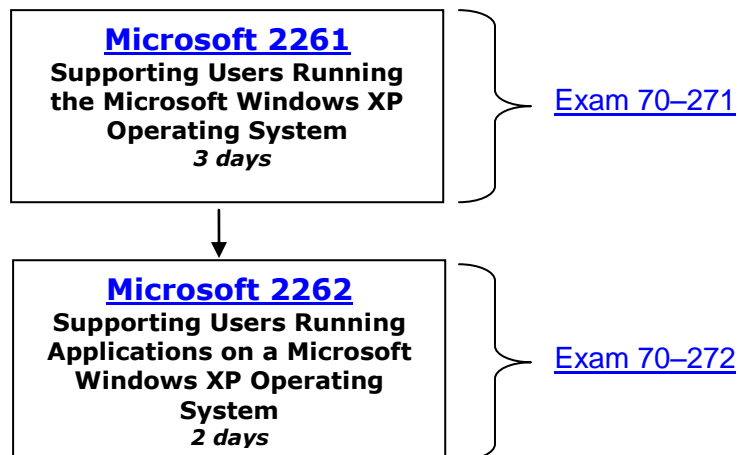 Microsoft 2261
Supporting Users Running
the Microsoft Windows XP
Operating System
3 days
Exam 70–271
Microsoft 2262
Supporting Users Running
Applications on a Microsoft
Windows XP Operating
System
2 days
Exam 70–272